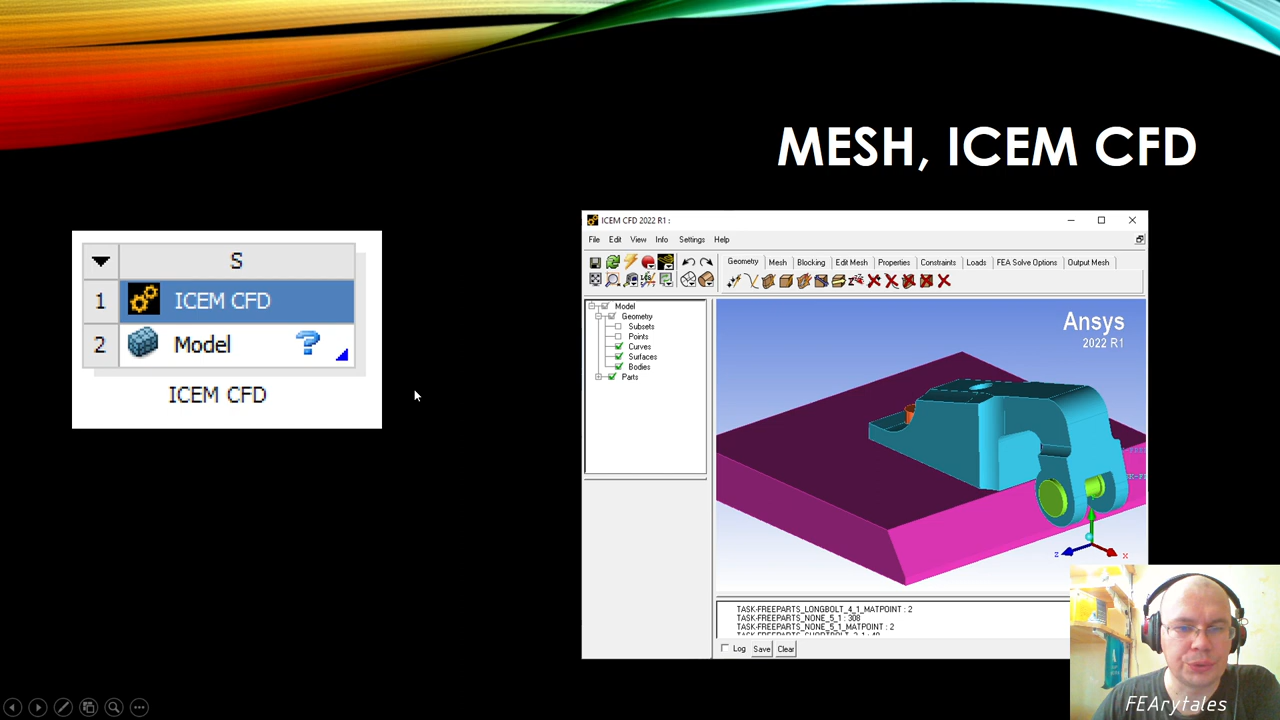 MESH, ICEM CFD
S
1 ICEM CFD
2 Model ?
ICEM CFD
ICEM CFD 2022 R1 :
File Edit View Info Settings Help
Geometry Mesh Blocking Edit Mesh Properties Constraints Loads FEA Solve Options Output Mesh
Model
Geometry
Subsets
Points
Curves
Surfaces
Bodies
Parts
Ansys
2022 R1
z
x
TASK-FREEPARTS_LONGBOLT_4_1_MATPOINT : 2
TASK-FREEPARTS_NONE_5_1 : 308
TASK-FREEPARTS_NONE_5_1_MATPOINT : 2
Log Save Clear
FEArytales